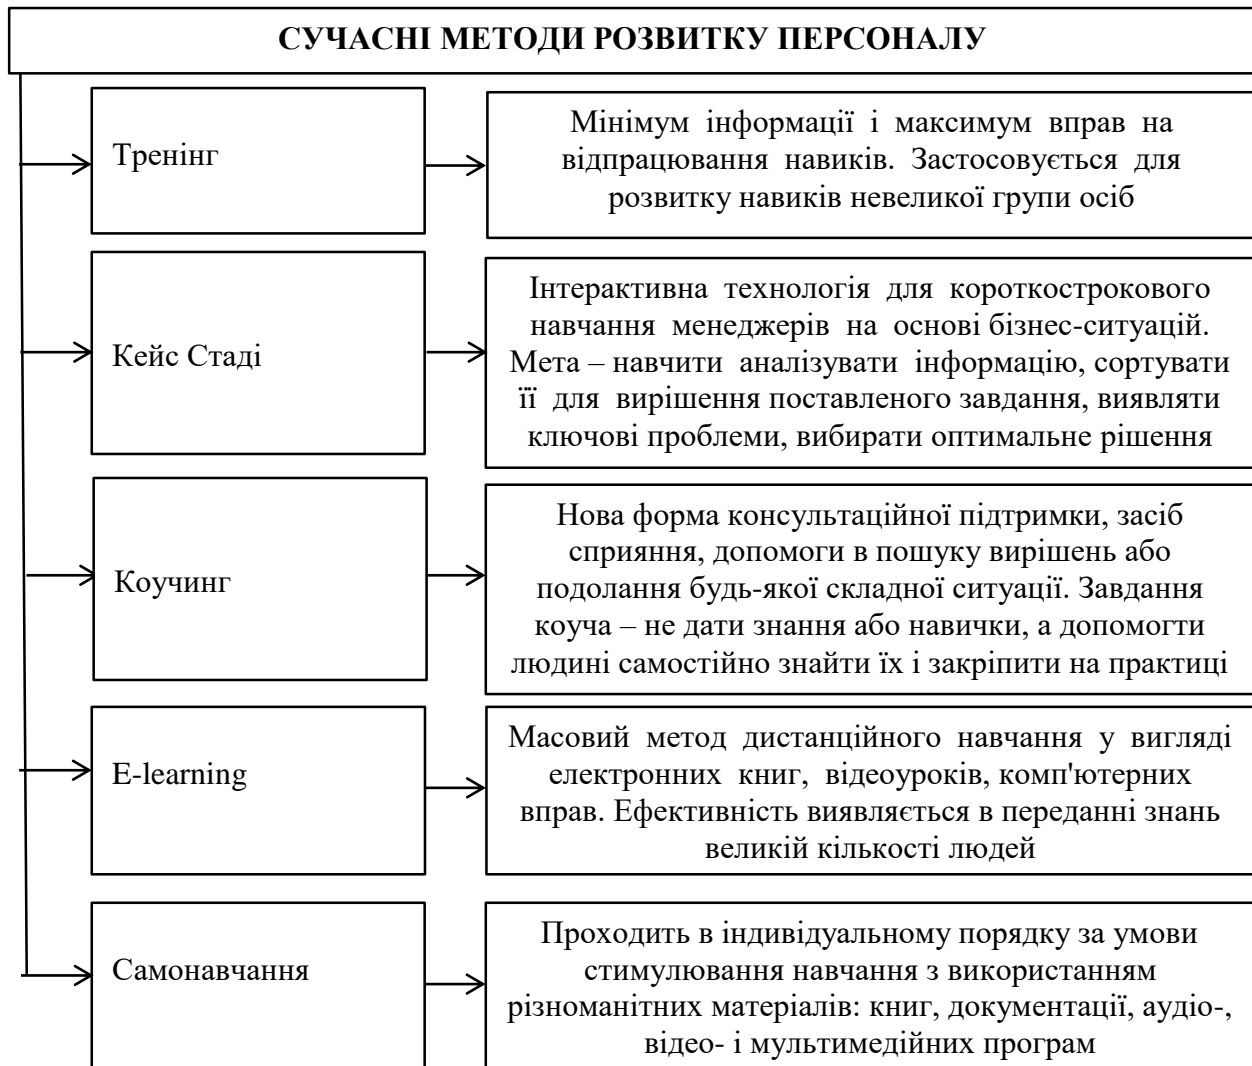 СУЧАСНІ МЕТОДИ РОЗВИТКУ ПЕРСОНАЛУ
Тренінг
Мінімум інформації і максимум вправ на
відпрацювання навиків. Застосовується для
розвитку навиків невеликої групи осіб
Кейс Стаді
Інтерактивна технологія для короткострокового
навчання менеджерів на основі бізнес-ситуацій.
Мета – навчити аналізувати інформацію, сортувати
її для вирішення поставленого завдання, виявляти
ключові проблеми, вибирати оптимальне рішення
Коучинг
Нова форма консультаційної підтримки, засіб
сприяння, допомоги в пошуку вирішень або
подолання будь-якої складної ситуації. Завдання
коуча – не дати знання або навички, а допомогти
людині самостійно знайти їх і закріпити на практиці
E-learning
Масовий метод дистанційного навчання у вигляді
електронних книг, відеоуроків, комп'ютерних
вправ. Ефективність виявляється в переданні знань
великій кількості людей
Самонавчання
Проходить в індивідуальному порядку за умови
стимулювання навчання з використанням
різноманітних матеріалів: книг, документації, аудіо-,
відео- і мультимедійних програм